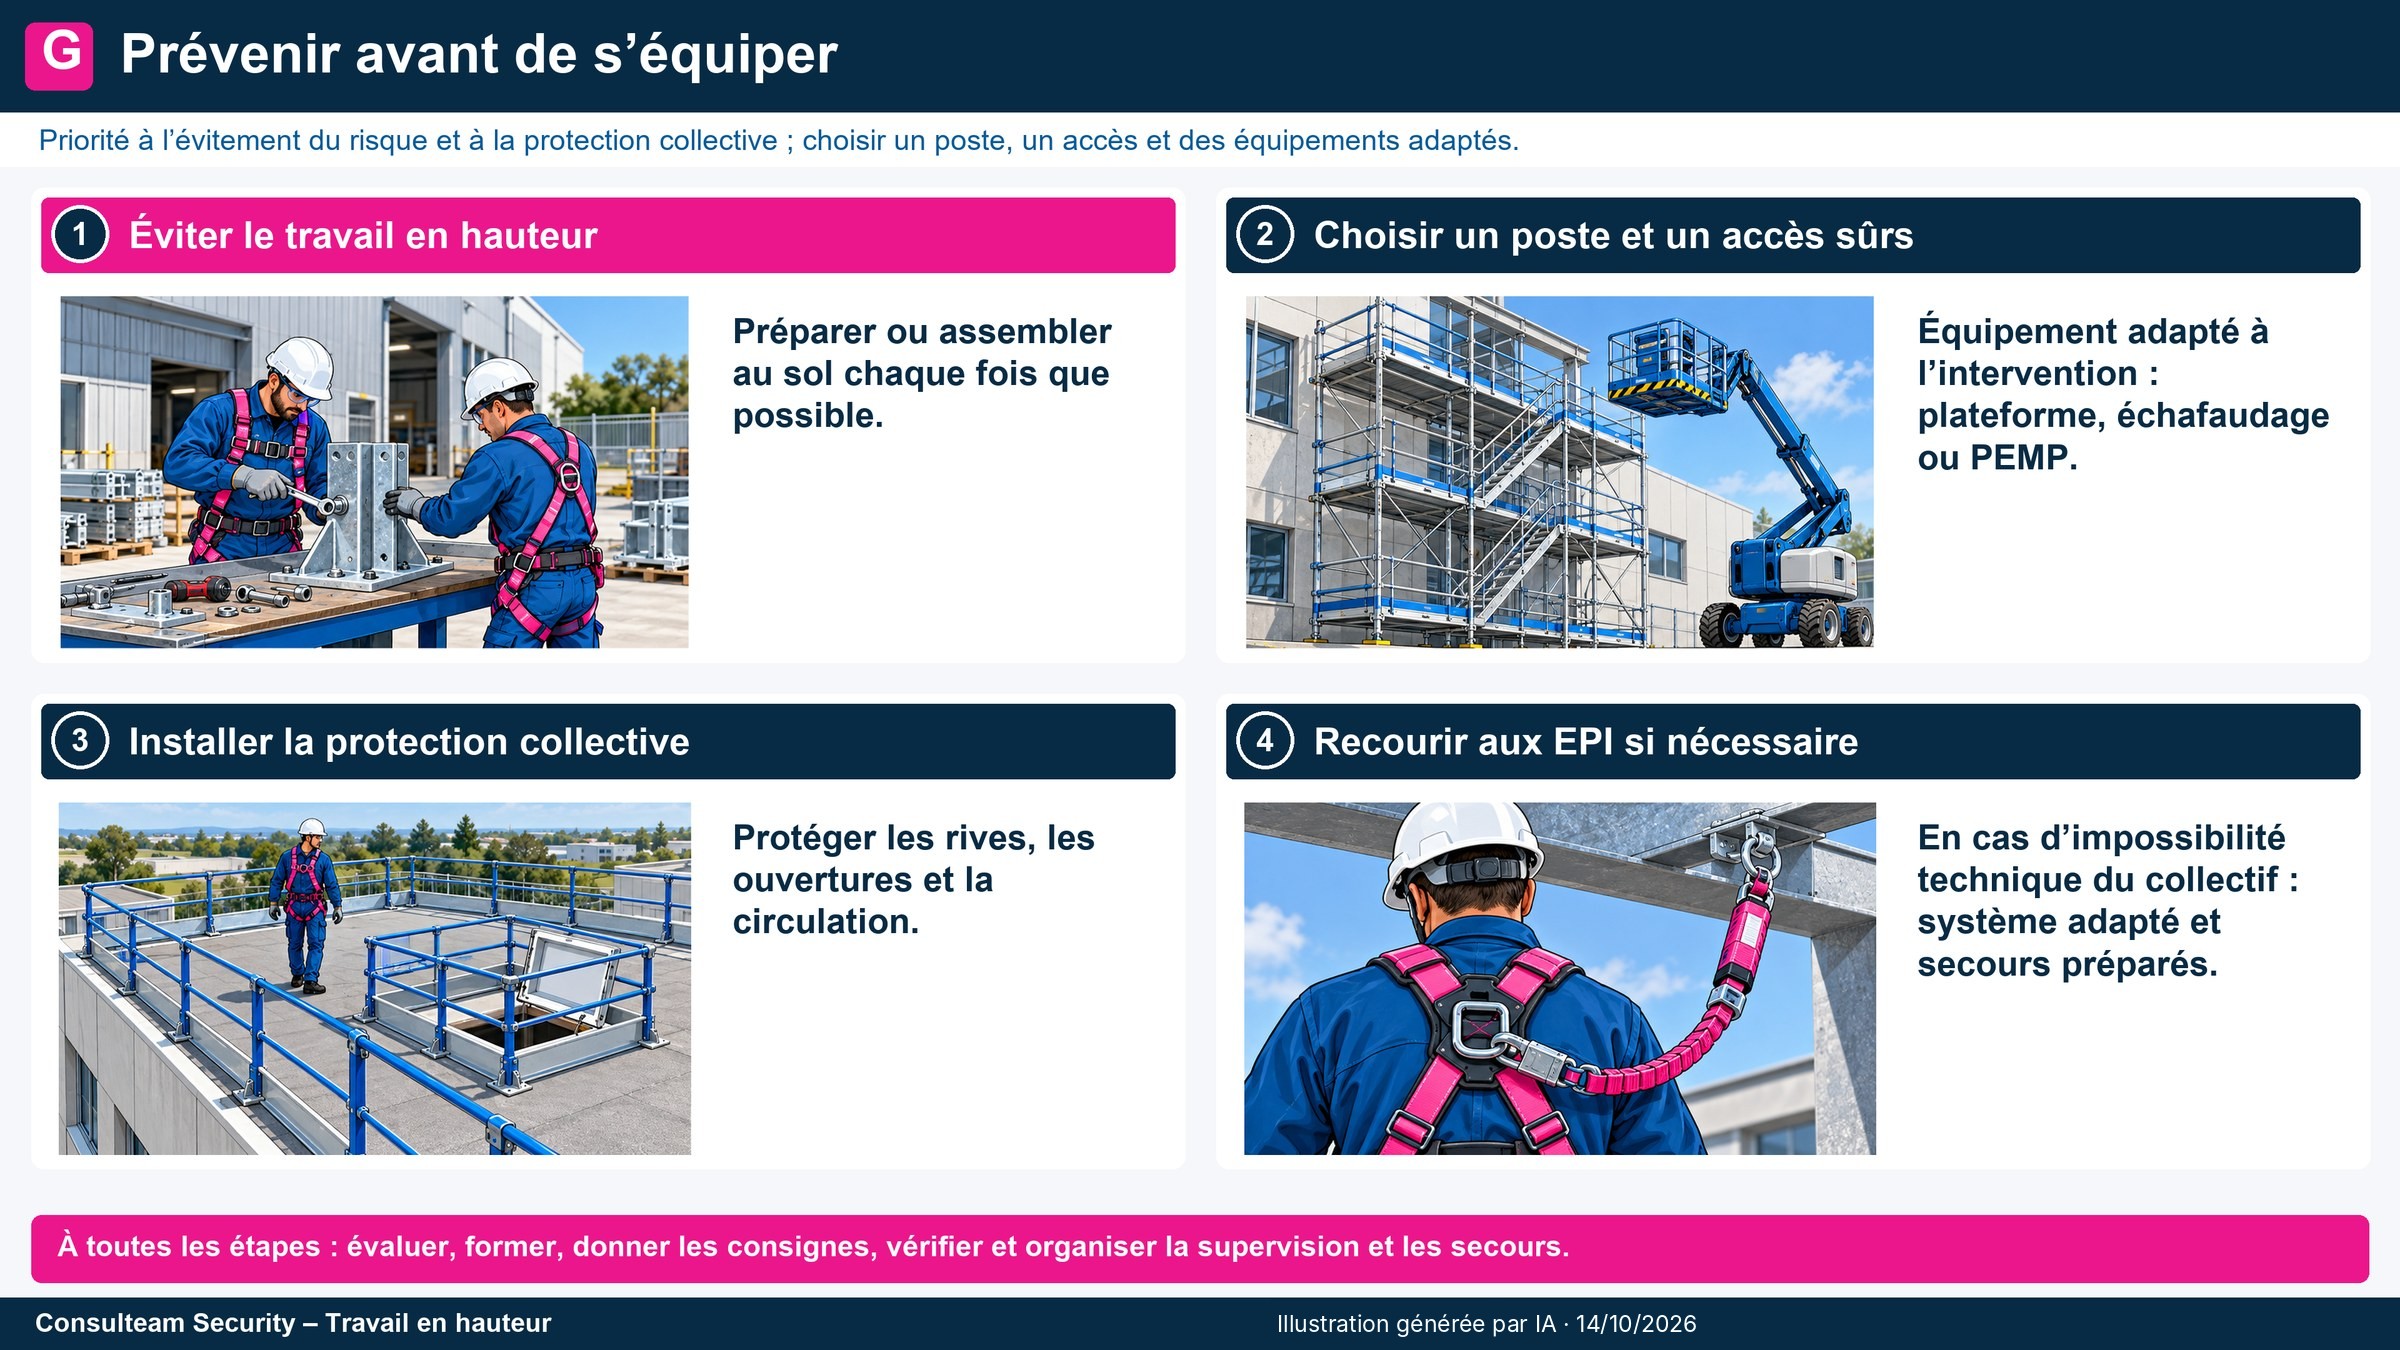 G Prévenir avant de s’équiper
Priorité à l’évitement du risque et à la protection collective ; choisir un poste, un accès et des équipements adaptés.
1 Éviter le travail en hauteur
Préparer ou assembler
au sol chaque fois que
possible.
2 Choisir un poste et un accès sûrs
Équipement adapté à
l’intervention :
plateforme, échafaudage
ou PEMP.
3 Installer la protection collective
Protéger les rives, les
ouvertures et la
circulation.
4 Recourir aux EPI si nécessaire
En cas d’impossibilité
technique du collectif :
système adapté et
secours préparés.
À toutes les étapes : évaluer, former, donner les consignes, vérifier et organiser la supervision et les secours.
Consulteam Security – Travail en hauteur
Illustration générée par IA · 14/10/2026